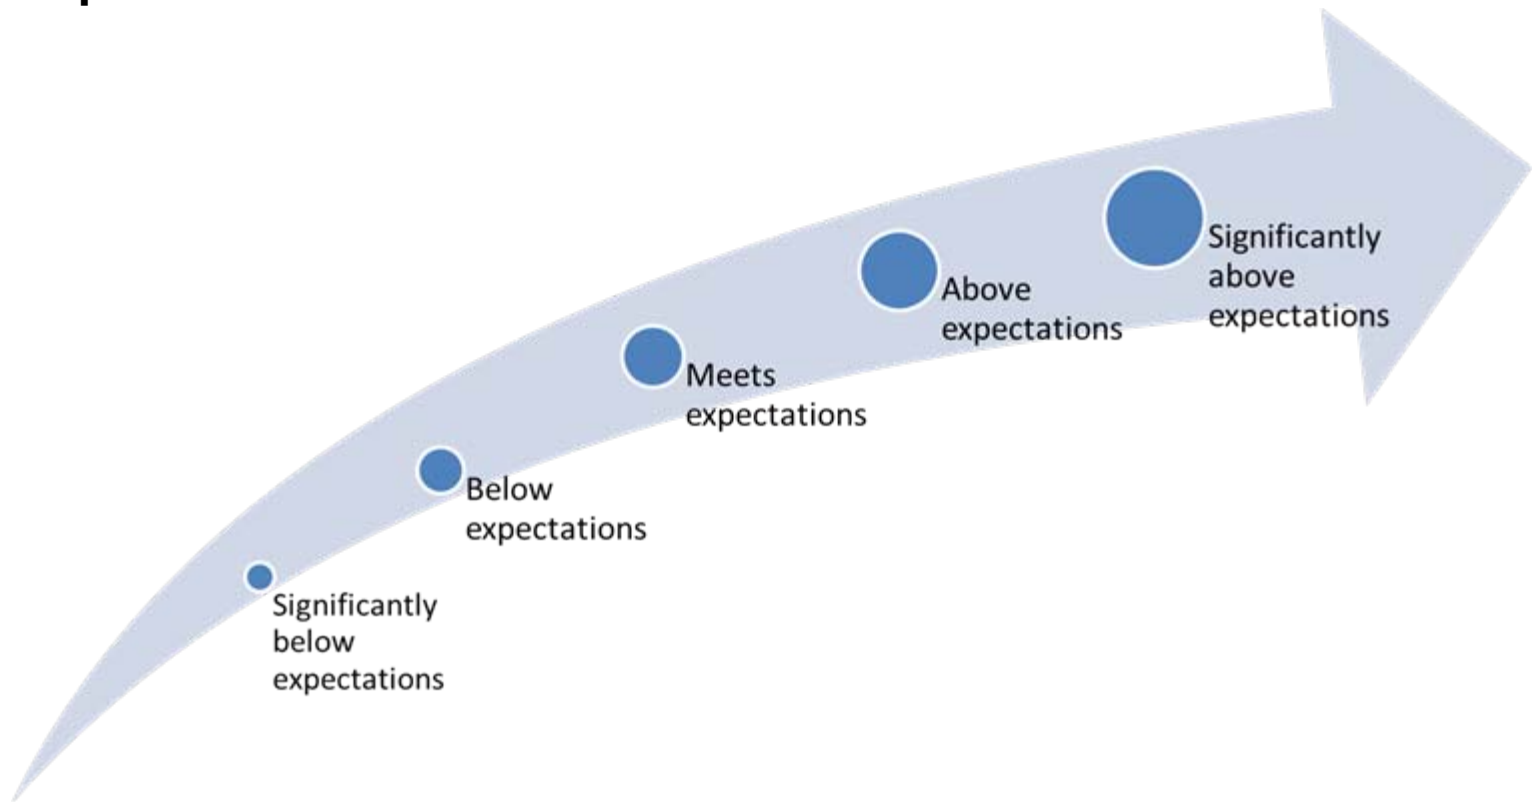 Significantly
below
expectations
Below
expectations
Meets
expectations
Above
expectations
Significantly
above
expectations